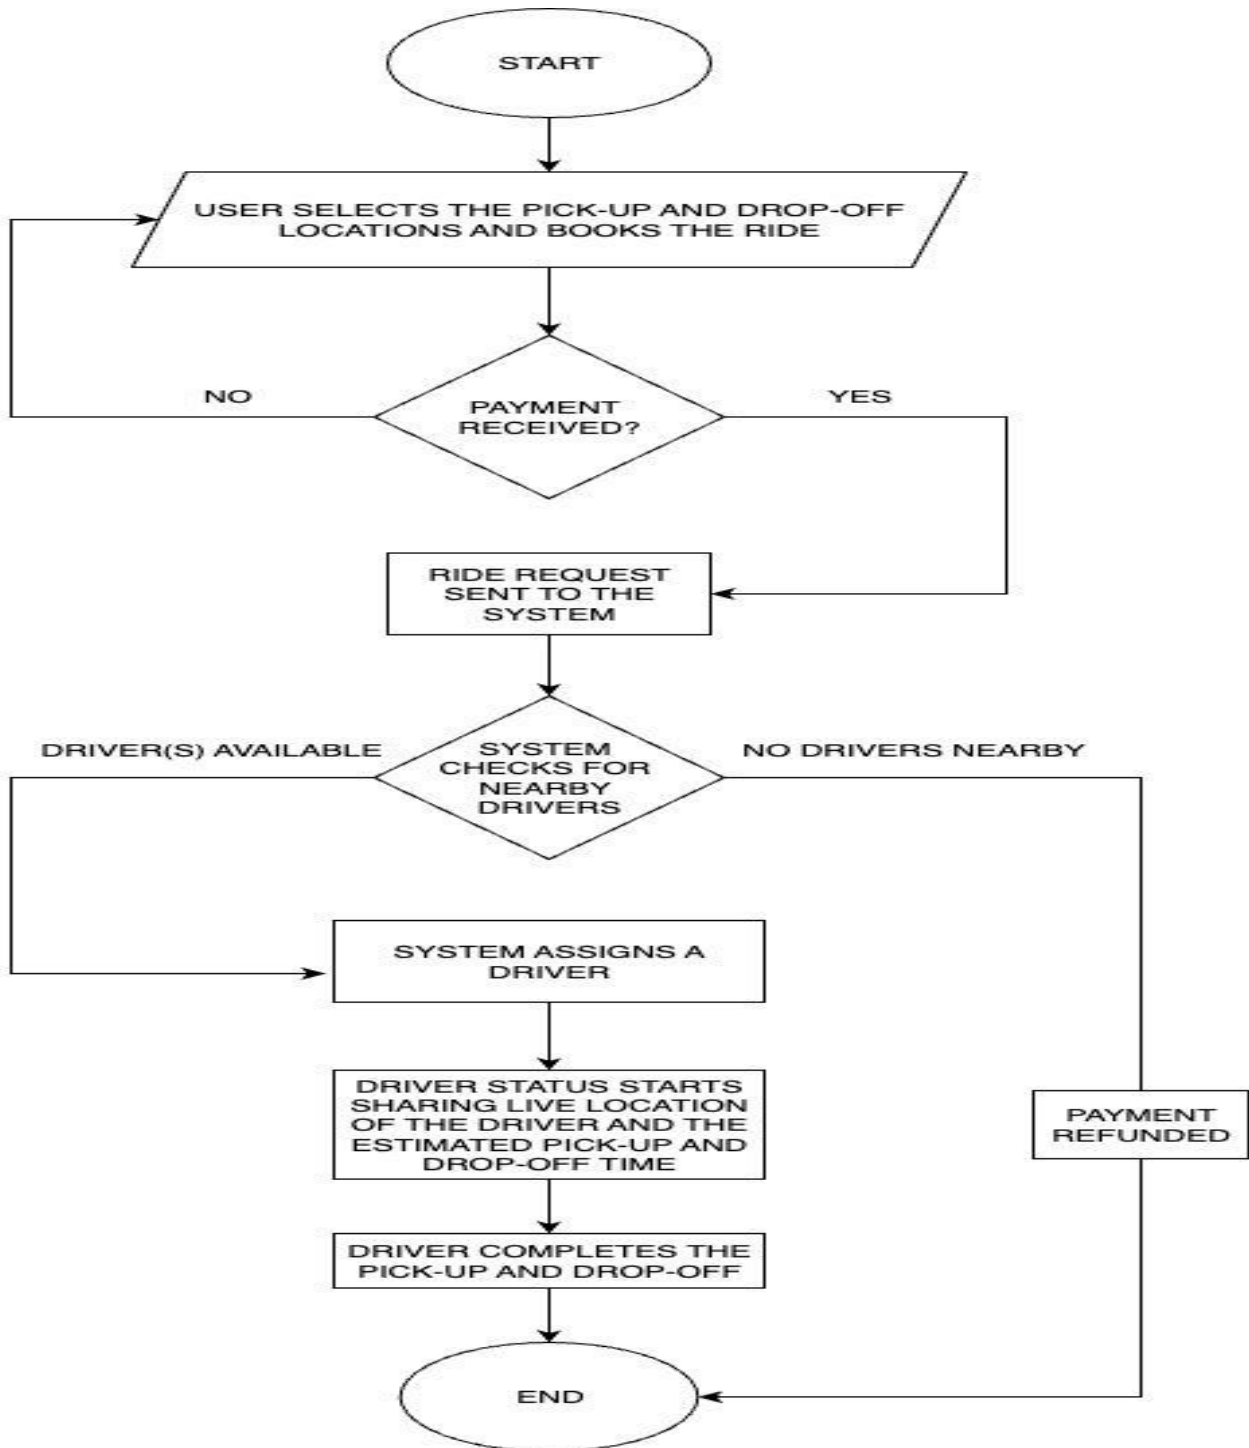 START
USER SELECTS THE PICK-UP AND DROP-OFF
LOCATIONS AND BOOKS THE RIDE
NO
YES
PAYMENT
RECEIVED?
RIDE REQUEST
SENT TO THE
SYSTEM
DRIVER(S) AVAILABLE
SYSTEM
CHECKS FOR
NEARBY
DRIVERS
NO DRIVERS NEARBY
SYSTEM ASSIGNS A
DRIVER
DRIVER STATUS STARTS
SHARING LIVE LOCATION
OF THE DRIVER AND THE
ESTIMATED PICK-UP AND
DROP-OFF TIME
PAYMENT
REFUNDED
DRIVER COMPLETES THE
PICK-UP AND DROP-OFF
END